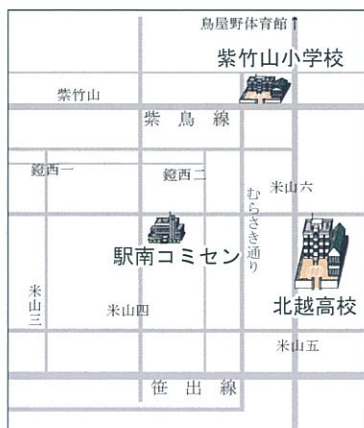 鳥屋野体育館↑
紫竹山小学校
紫竹山
紫鳥線
鐙西一
鐙西二
米山六
むらさき通り
駅南コミセン
北越高校
米山三
米山四
米山五
笹出線